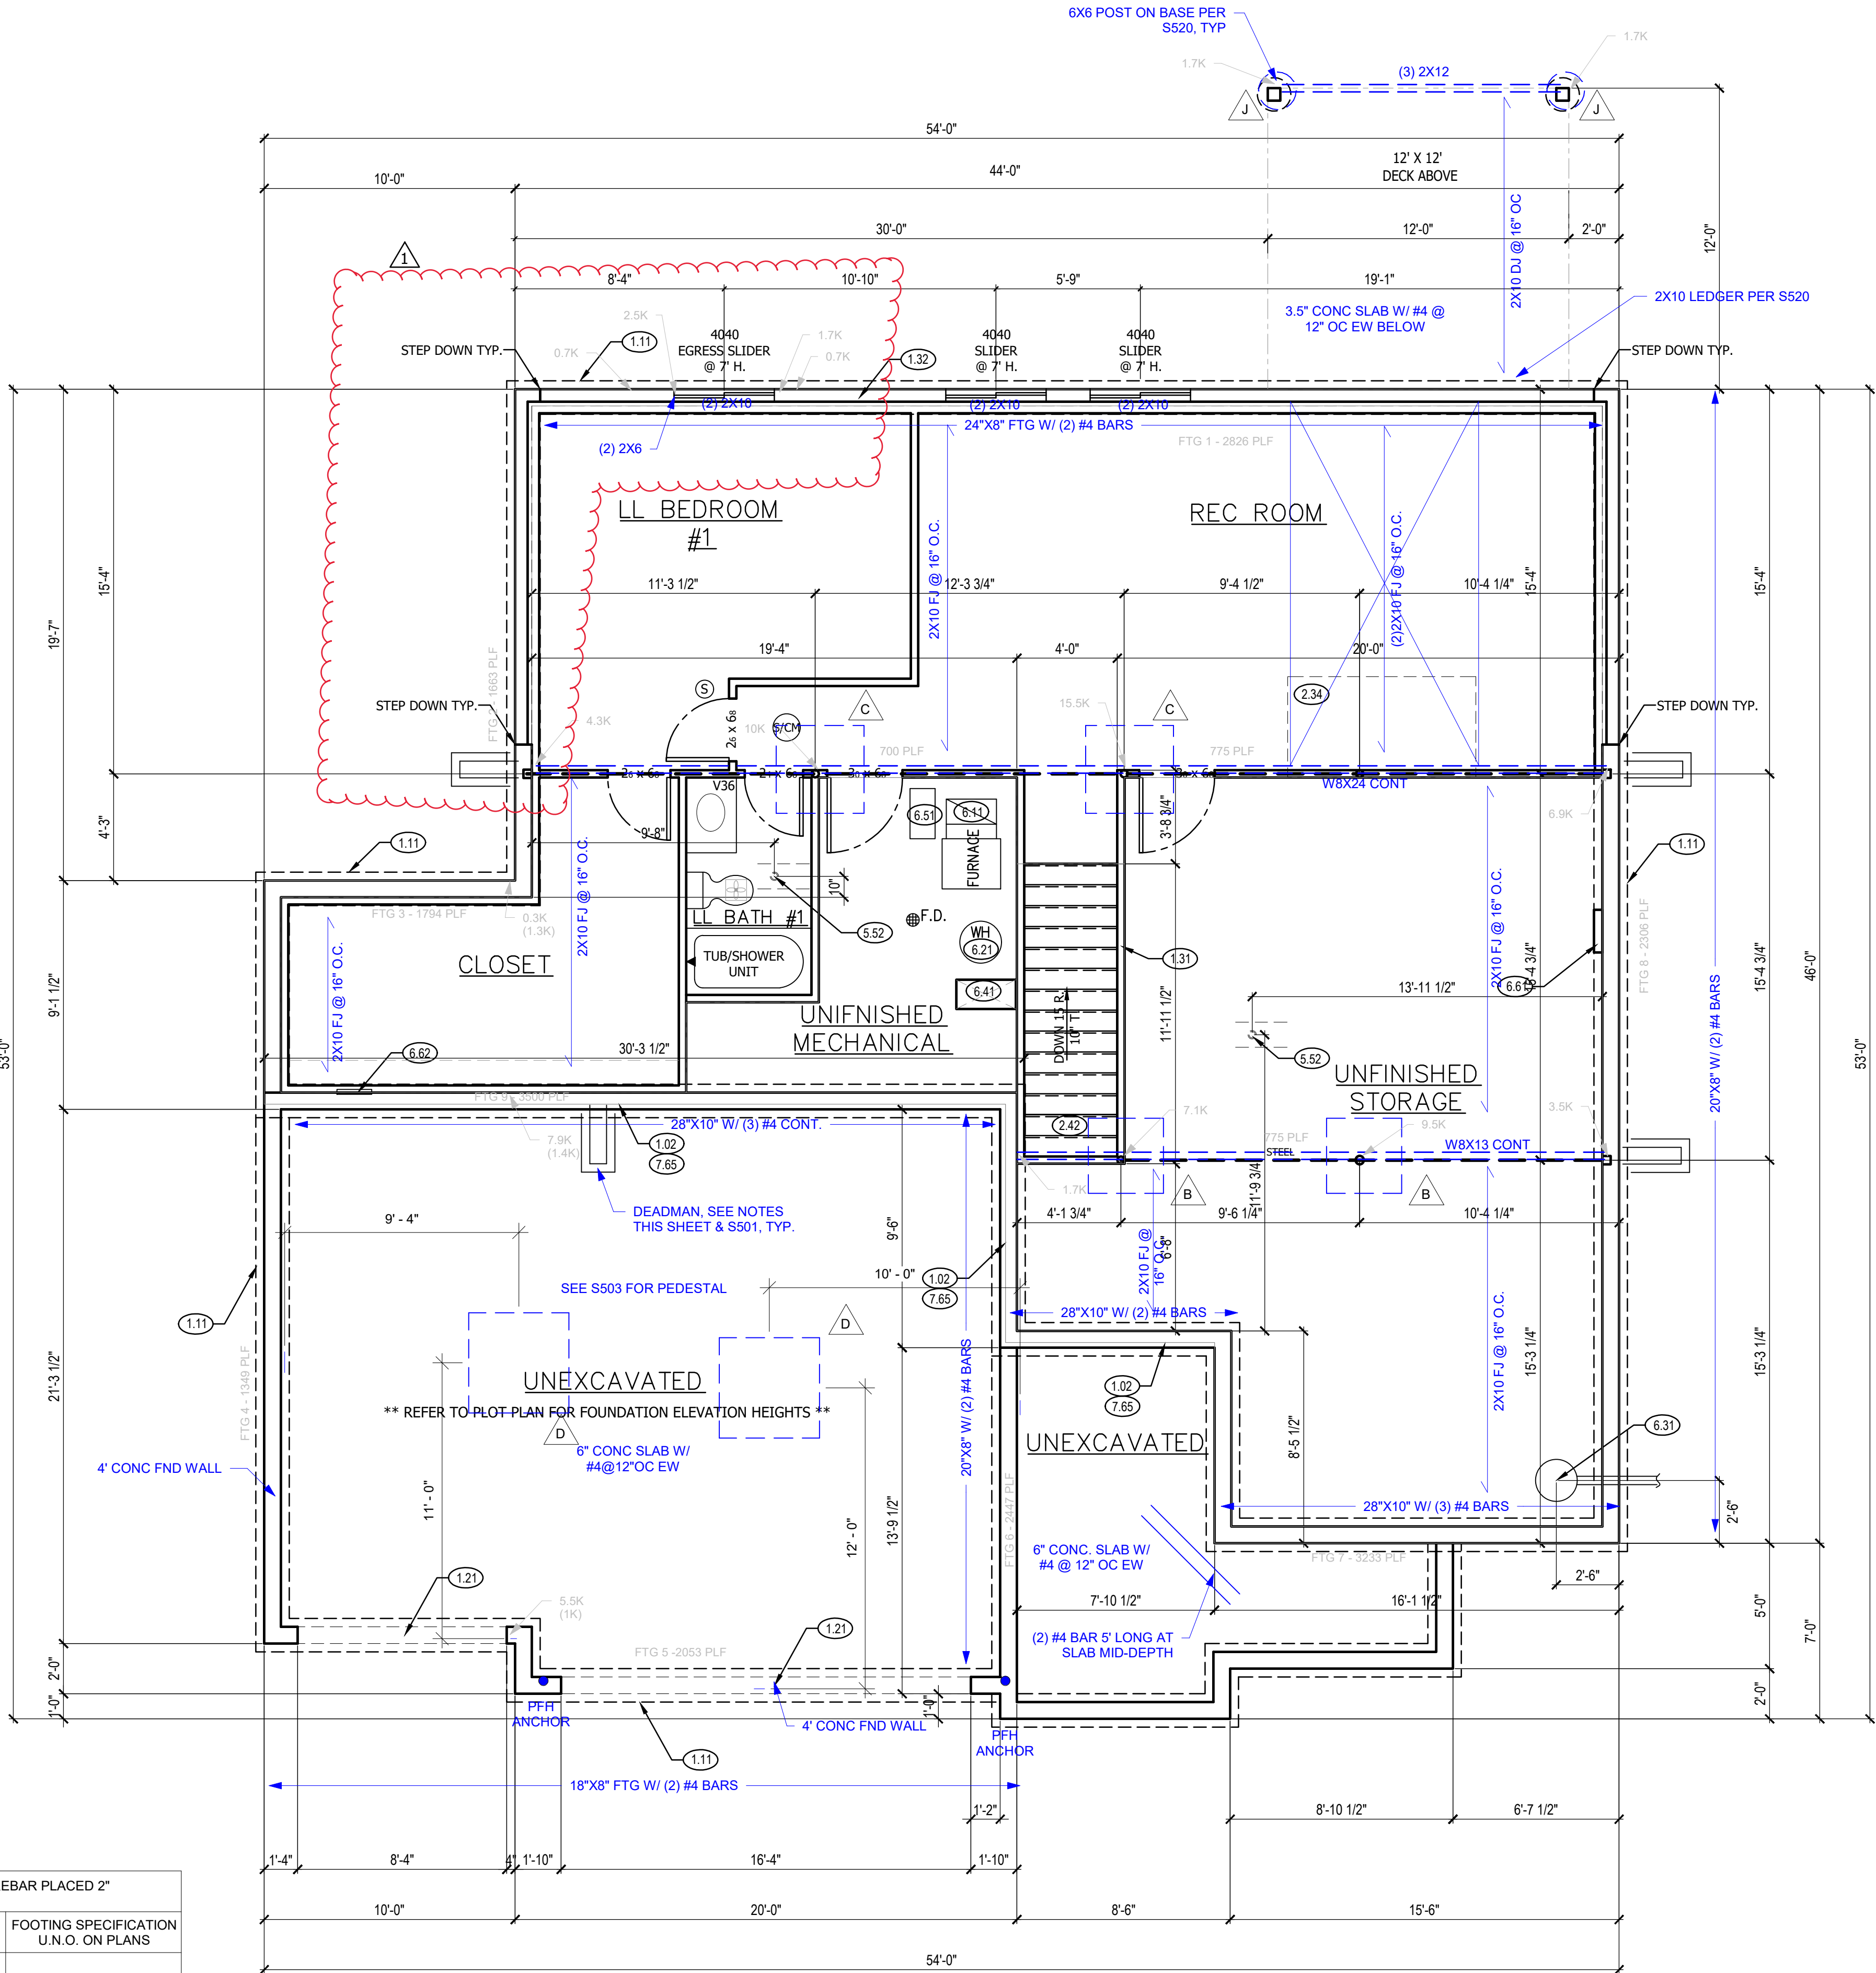 6X6 POST ON BASE PER
S520, TYP
1.7K
1.7K
(3) 2X12
J
J
54'-0"
12' X 12'
DECK ABOVE
10'-0"
44'-0"
2X10 DJ @ 16" OC
30'-0"
12'-0"
2'-0"
12'-0"
1
8'-4"
10'-10"
5'-9"
19'-1"
2X10 LEDGER PER S520
3.5" CONC SLAB W/ #4 @
12" OC EW BELOW
2.5K
1.11
4040
EGRESS SLIDER
@ 7' H.
1.7K
0.7K
0.7K
1.32
4040
SLIDER
@ 7' H.
4040
SLIDER
@ 7' H.
STEP DOWN TYP.
STEP DOWN TYP.
(2) 2X10
(2) 2X10
(2) 2X10
24"X8" FTG W/ (2) #4 BARS
FTG 1 - 2826 PLF
(2) 2X6
LL BEDROOM
#1
REC ROOM
2X10 FJ @ 16" O.C.
(2)2X10 FJ @ 16" O.C.
15'-4"
19'-7"
11'-3 1/2"
12'-3 3/4"
9'-4 1/2"
10'-4 1/4"
15'-4"
15'-4"
19'-4"
4'-0"
20'-0"
FTG 2 - 1663 PLF
STEP DOWN TYP.
STEP DOWN TYP.
S
26 x 68
2.34
4.3K
10K
S/CM
C
15.5K
C
700 PLF
775 PLF
W8X24 CONT
V36
6.9K
4'-3"
9'-8"
6.51
6.11
FURNACE
3'-8 3/4"
1.11
1.11
10"
2X10 FJ @ 16" O.C.
2X10 FJ @ 16" O.C.
FTG 3 - 1794 PLF
0.3K
(1.3K)
LL BATH #1
5.52
F.D.
WH
6.21
1.31
TUB/SHOWER
UNIT
CLOSET
6.41
2X10 FJ @ 16" O.C.
9'-1 1/2"
53'-0"
FTG 8 - 2306 PLF
20"X8" W/ (2) #4 BARS
15'-4 3/4"
46'-0"
53'-0"
13'-11 1/2"
6.61
UNIFNISHED
MECHANICAL
DOWN 15 R.
10" T
11'-11 1/2"
30'-3 1/2"
6.62
5.52
UNFINISHED
STORAGE
FTG 9 - 3500 PLF
28"X10" W/ (3) #4 CONT.
7.9K
(1.4K)
1.02
7.65
2.42
7.1K
775 PLF
STEEL
9.5K
W8X13 CONT
3.5K
1.7K
B
B
DEADMAN, SEE NOTES
THIS SHEET & S501, TYP.
9' - 4"
9'-6"
4'-1 3/4"
9'-6 1/4"
10'-4 1/4"
11'-9 3/4"
6'-8"
2X10 FJ @
16" O.C.
SEE S503 FOR PEDESTAL
10' - 0"
1.02
7.65
28"X10" W/ (2) #4 BARS
1.11
D
UNEXCAVATED
** REFER TO PLOT PLAN FOR FOUNDATION ELEVATION HEIGHTS **
D
6" CONC SLAB W/
#4@12"OC EW
20"X8" W/ (2) #4 BARS
1.02
7.65
UNEXCAVATED
8'-5 1/2"
2X10 FJ @ 16" O.C.
15'-3 1/4"
15'-3 1/4"
21'-3 1/2"
FTG 4 - 1349 PLF
4' CONC FND WALL
11' - 0"
12' - 0"
13'-9 1/2"
6.31
28"X10" W/ (3) #4 BARS
2'-6"
FTG 6 - 2447 PLF
6" CONC. SLAB W/
#4 @ 12" OC EW
FTG 7 - 3233 PLF
2'-6"
1.21
5.5K
(1K)
7'-10 1/2"
16'-1 1/2"
5'-0"
7'-0"
1.21
(2) #4 BAR 5' LONG AT
SLAB MID-DEPTH
FTG 5 -2053 PLF
2'-0"
1'-0"
2'-0"
PFH
ANCHOR
1'-0"
4' CONC FND WALL
PFH
ANCHOR
1.11
18"X8" FTG W/ (2) #4 BARS
1'-2"
8'-10 1/2"
6'-7 1/2"
1'-4"
8'-4"
4"
1'-10"
16'-4"
1'-10"
EBAR PLACED 2"
FOOTING SPECIFICATION
U.N.O. ON PLANS
10'-0"
20'-0"
8'-6"
15'-6"
54'-0"